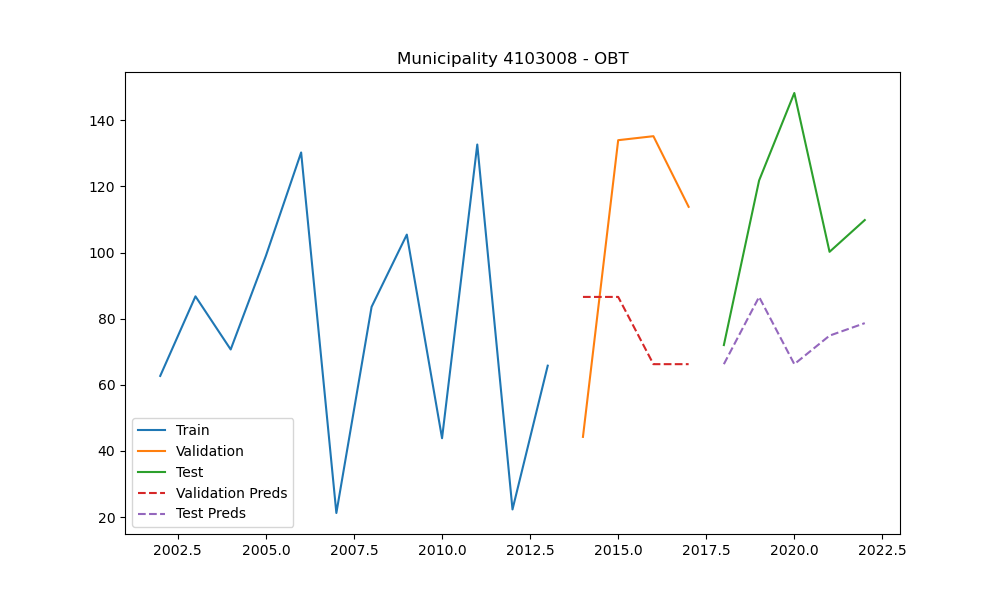 Municipality 4103008 - OBT
140
120
100
80
60
40
20
Train
Validation
Test
Validation Preds
Test Preds
2002.5 2005.0 2007.5 2010.0 2012.5 2015.0 2017.5 2020.0 2022.5